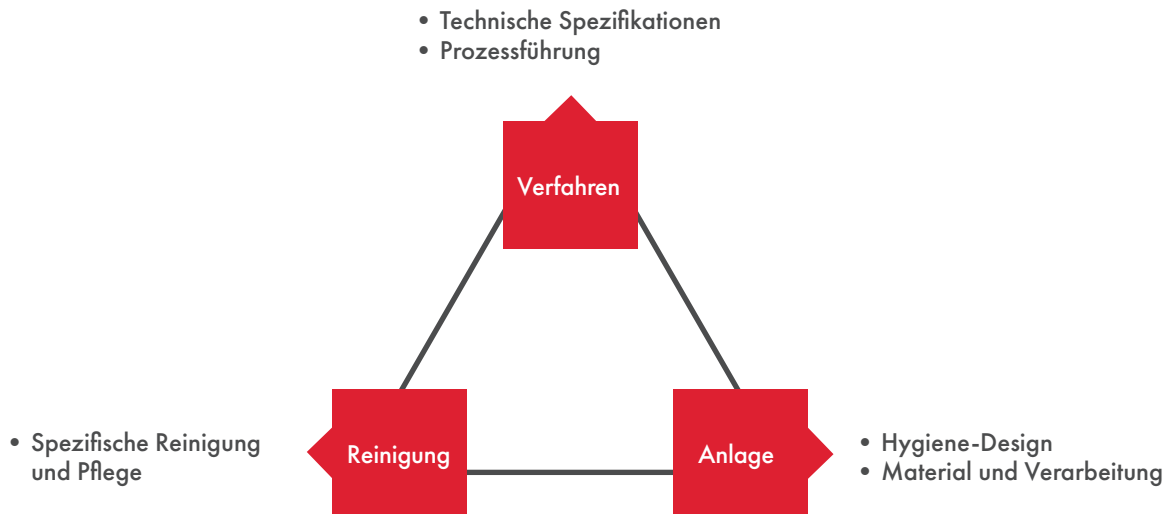 • Technische Spezifikationen
• Prozessführung
Verfahren
• Spezifische Reinigung
und Pflege
Reinigung
Anlage
• Hygiene-Design
• Material und Verarbeitung